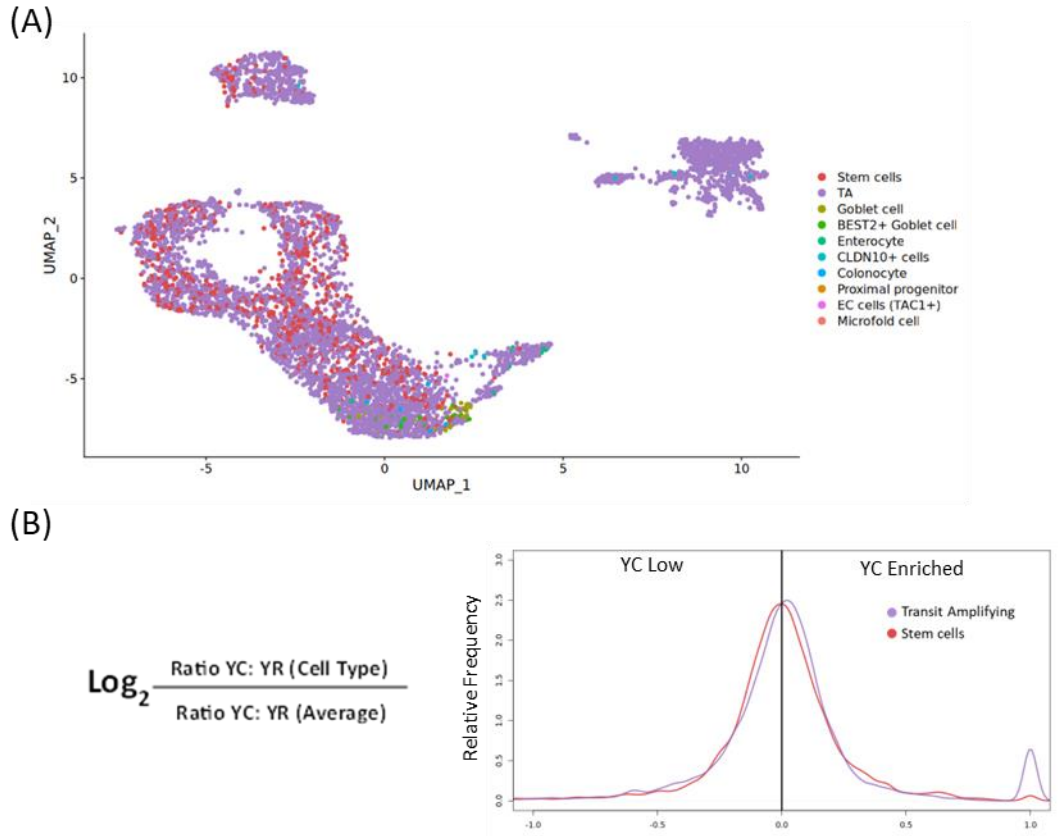 (A)
10
5
0
-5
UMAP_2
-5
0
5
10
UMAP_1
Stem cells
TA
Goblet cell
BEST2+ Goblet cell
Enterocyte
CLDN10+ cells
Colonocyte
Proximal progenitor
EC cells (TAC1+)
Microfold cell
(B)
Log2
Ratio YC: YR (Cell Type)
Ratio YC: YR (Average)
Relative Frequency
3.0
2.5
2.0
1.5
1.0
0.5
0.0
YC Low
YC Enriched
Transit Amplifying
Stem cells
-1.0
-0.5
0.0
0.5
1.0